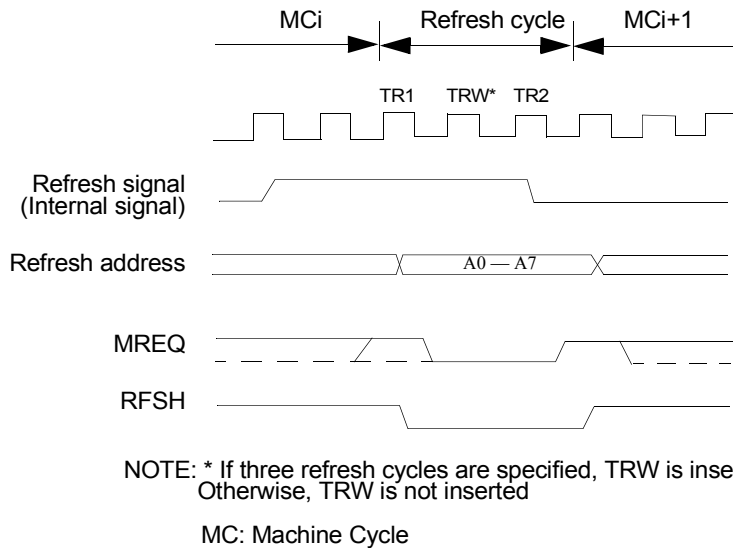 MCi Refresh cycle MCi+1
TR1 TRW* TR2
Refresh signal
(Internal signal)
Refresh address A0 — A7
MREQ
RFSH
NOTE: * If three refresh cycles are specified, TRW is inse
Otherwise, TRW is not inserted
MC: Machine Cycle